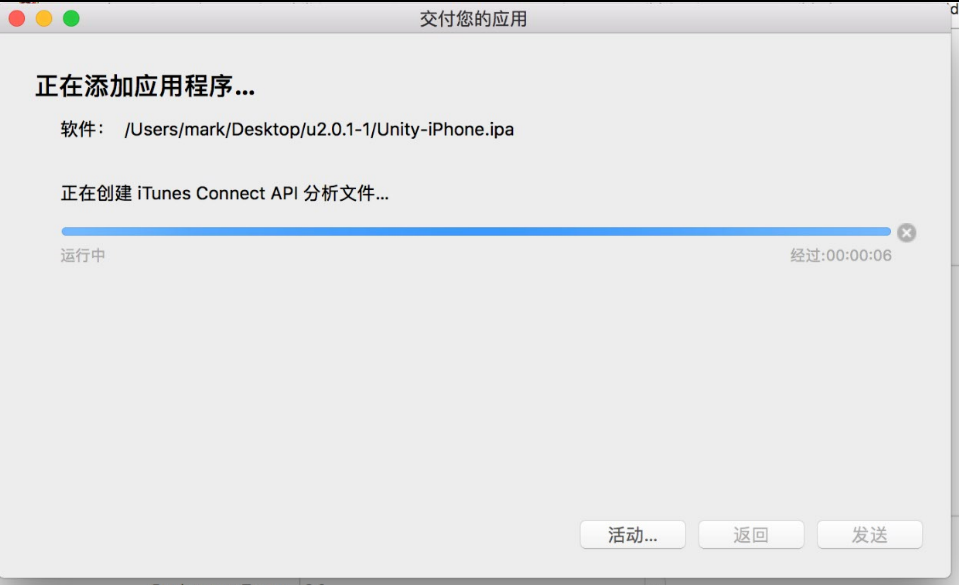 交付您的应用
正在添加应用程序...
软件： /Users/mark/Desktop/u2.0.1-1/Unity-iPhone.ipa
正在创建 iTunes Connect API 分析文件...
运行中 经过:00:00:06
活动... 返回 发送